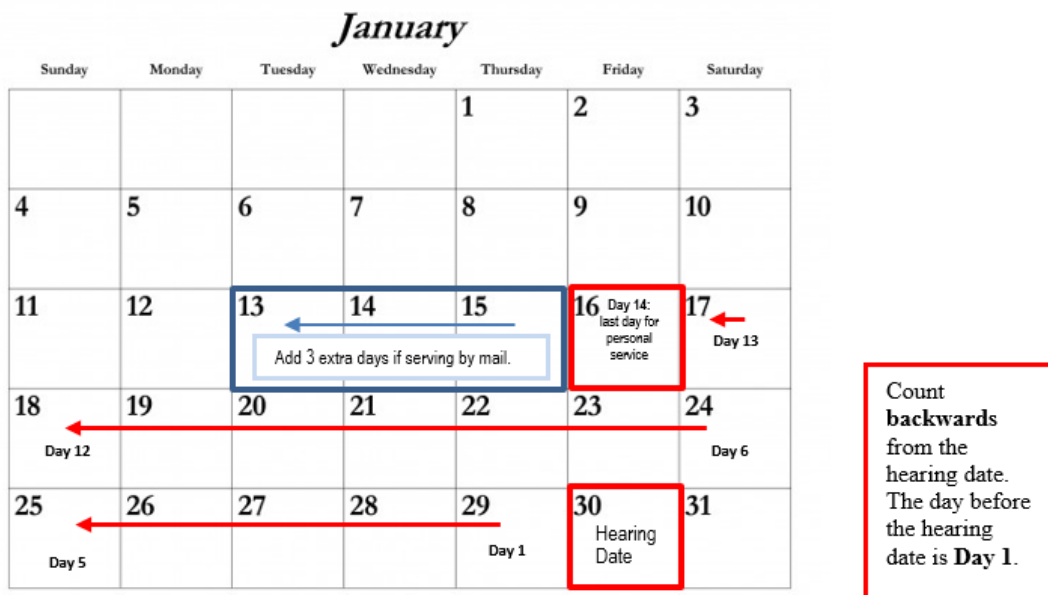 January
Sunday Monday Tuesday Wednesday Thursday Friday Saturday
1 2 3
4 5 6 7 8 9 10
11 12 13 14 15 16 17
Day 14:
last day for
personal
service
Day 13
Add 3 extra days if serving by mail.
18 19 20 21 22 23 24
Day 12 Day 6
25 26 27 28 29 30 31
Hearing
Date
Day 5 Day 1
Count
backwards
from the
hearing date.
The day before
the hearing
date is Day 1.